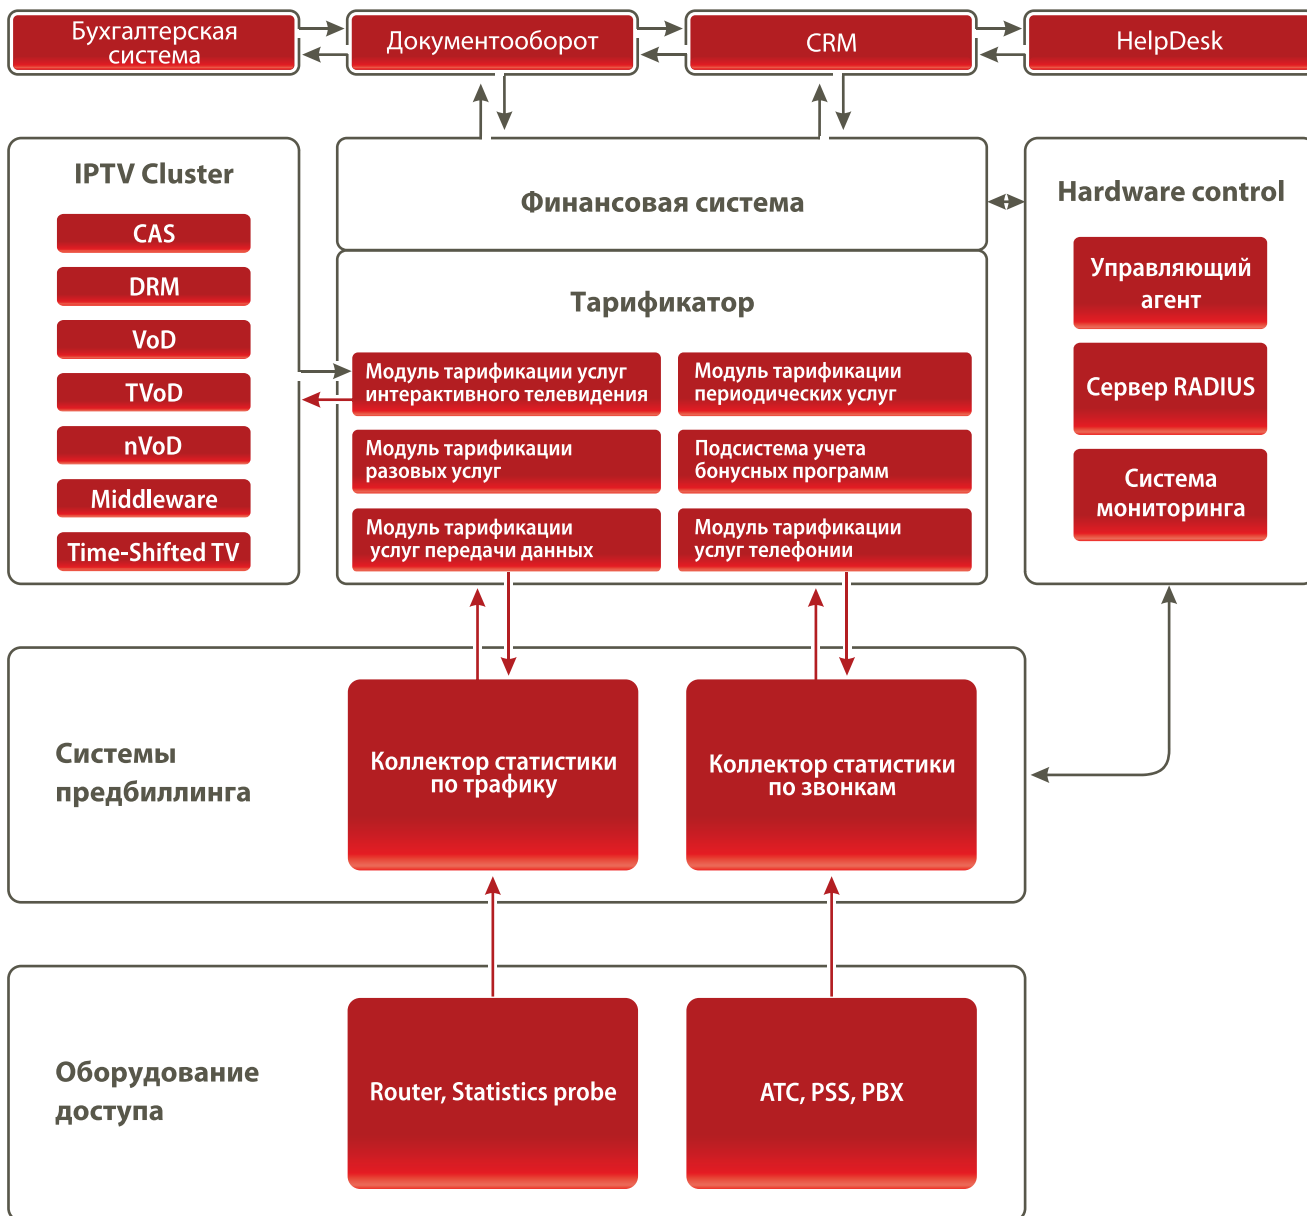 Бухгалтерская
система
Документооборот
CRM
HelpDesk
IPTV Cluster
CAS
DRM
VoD
TVoD
nVoD
Middleware
Time-Shifted TV
Финансовая система
Тарификатор
Модуль тарификации услуг
интерактивного телевидения
Модуль тарификации
периодических услуг
Модуль тарификации
разовых услуг
Подсистема учета
бонусных программ
Модуль тарификации
услуг передачи данных
Модуль тарификации
услуг телефонии
Hardware control
Управляющий
агент
Сервер RADIUS
Система
мониторинга
Системы
предбиллинга
Коллектор статистики
по трафику
Коллектор статистики
по звонкам
Оборудование
доступа
Router, Statistics probe
АТС, PSS, PBX